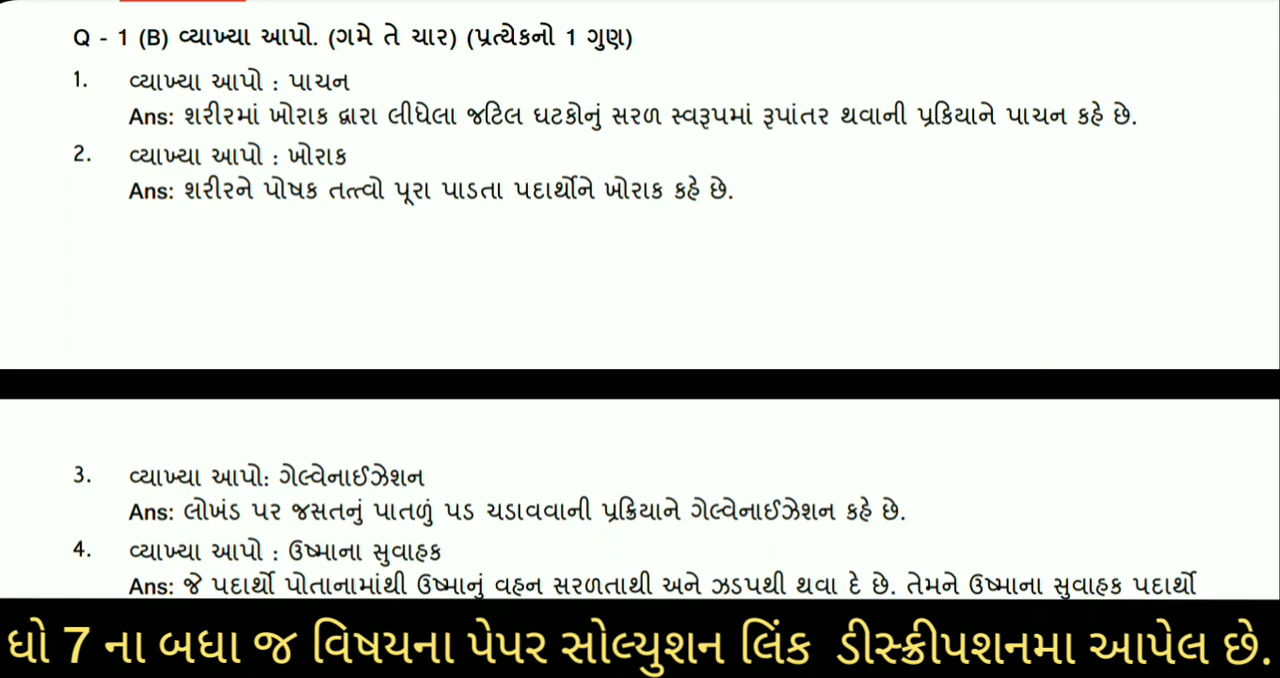 Q - 1 (B) વ્યાખ્યા આપો. (ગમે તે ચાર) (પ્રત્યેકનો 1 ગુણ)
1. વ્યાખ્યા આપો : પાચન
Ans: શરીરમાં ખોરાક દ્વારા લીધેલા જટિલ ઘટકોનું સરળ સ્વરૂપમાં રૂપાંતર થવાની પ્રક્રિયાને પાચન કહે છે.
2. વ્યાખ્યા આપો : ખોરાક
Ans: શરીરને પોષક તત્ત્વો પૂરા પાડતા પદાર્થોને ખોરાક કહે છે.
3. વ્યાખ્યા આપો: ગેલ્વેનાઈઝેશન
Ans: લોખંડ પર જસતનું પાતળું પડ ચડાવવાની પ્રક્રિયાને ગેલ્વેનાઈઝેશન કહે છે.
4. વ્યાખ્યા આપો : ઉષ્માના સુવાહક
Ans: જે પદાર્થો પોતાનામાંથી ઉષ્માનું વહન સરળતાથી અને ઝડપથી થવા દે છે. તેમને ઉષ્માના સુવાહક પદાર્થો
ધો 7 ના બધા જ વિષયના પેપર સોલ્યુશન લિંક ડીસ્ક્રીપશનમા આપેલ છે.